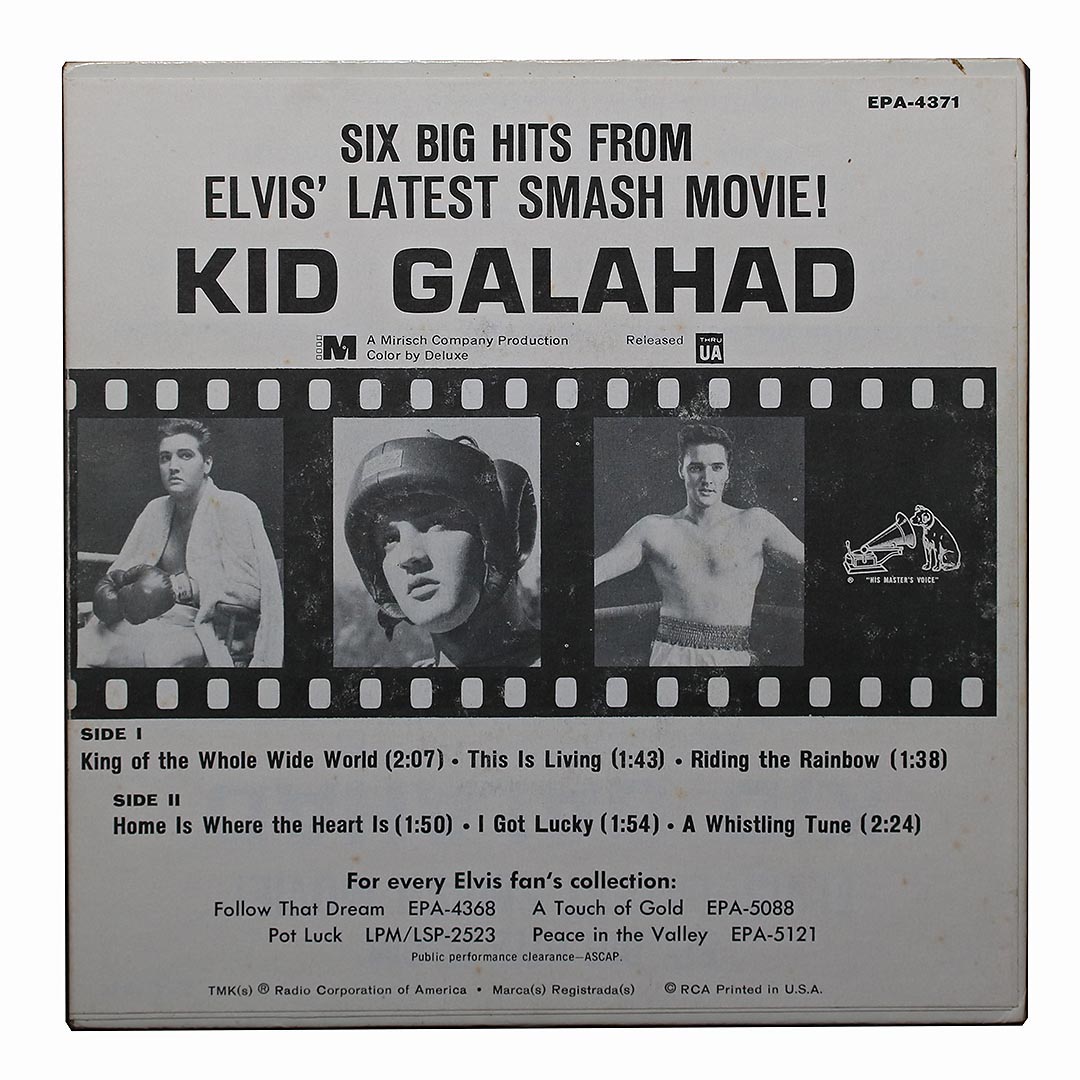 EPA-4371
SIX BIG HITS FROM
ELVIS' LATEST SMASH MOVIE!
KID GALAHAD
M A Mirisch Company Production Released THRU UA
Color by Deluxe
® "HIS MASTER'S VOICE"
SIDE I
King of the Whole Wide World (2:07) • This Is Living (1:43) • Riding the Rainbow (1:38)
SIDE II
Home Is Where the Heart Is (1:50) • I Got Lucky (1:54) • A Whistling Tune (2:24)
For every Elvis fan's collection:
Follow That Dream EPA-4368 A Touch of Gold EPA-5088
Pot Luck LPM/LSP-2523 Peace in the Valley EPA-5121
Public performance clearance—ASCAP.
TMK(s) ® Radio Corporation of America • Marca(s) Registrada(s) © RCA Printed in U.S.A.